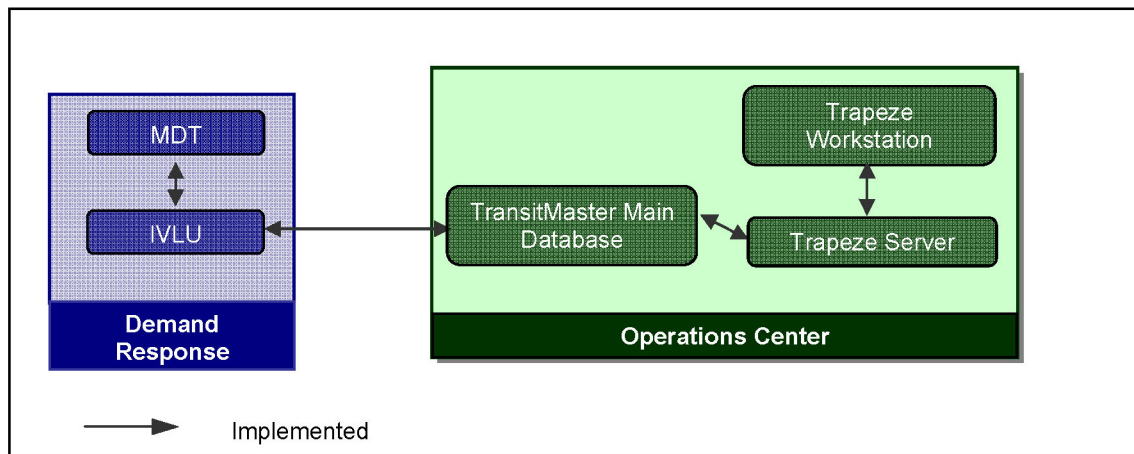 MDT
IVLU
Demand
Response
Trapeze
Workstation
TransitMaster Main
Database
Trapeze Server
Operations Center
Implemented